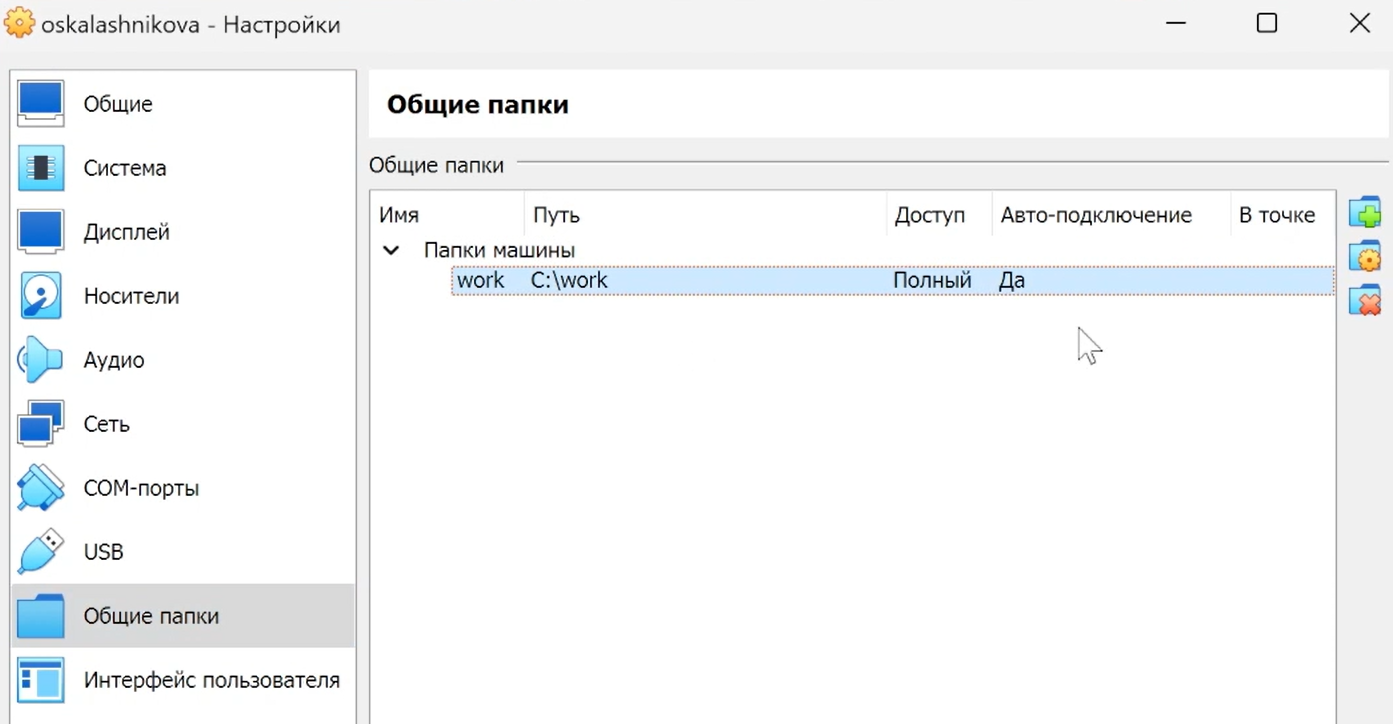 oskalashnikova - Настройки
Общие
Система
Дисплей
Носители
Аудио
Сеть
COM-порты
USB
Общие папки
Интерфейс пользователя
Общие папки
Общие папки
Имя Путь Доступ Авто-подключение В точке
Папки машины
work C:\work Полный Да